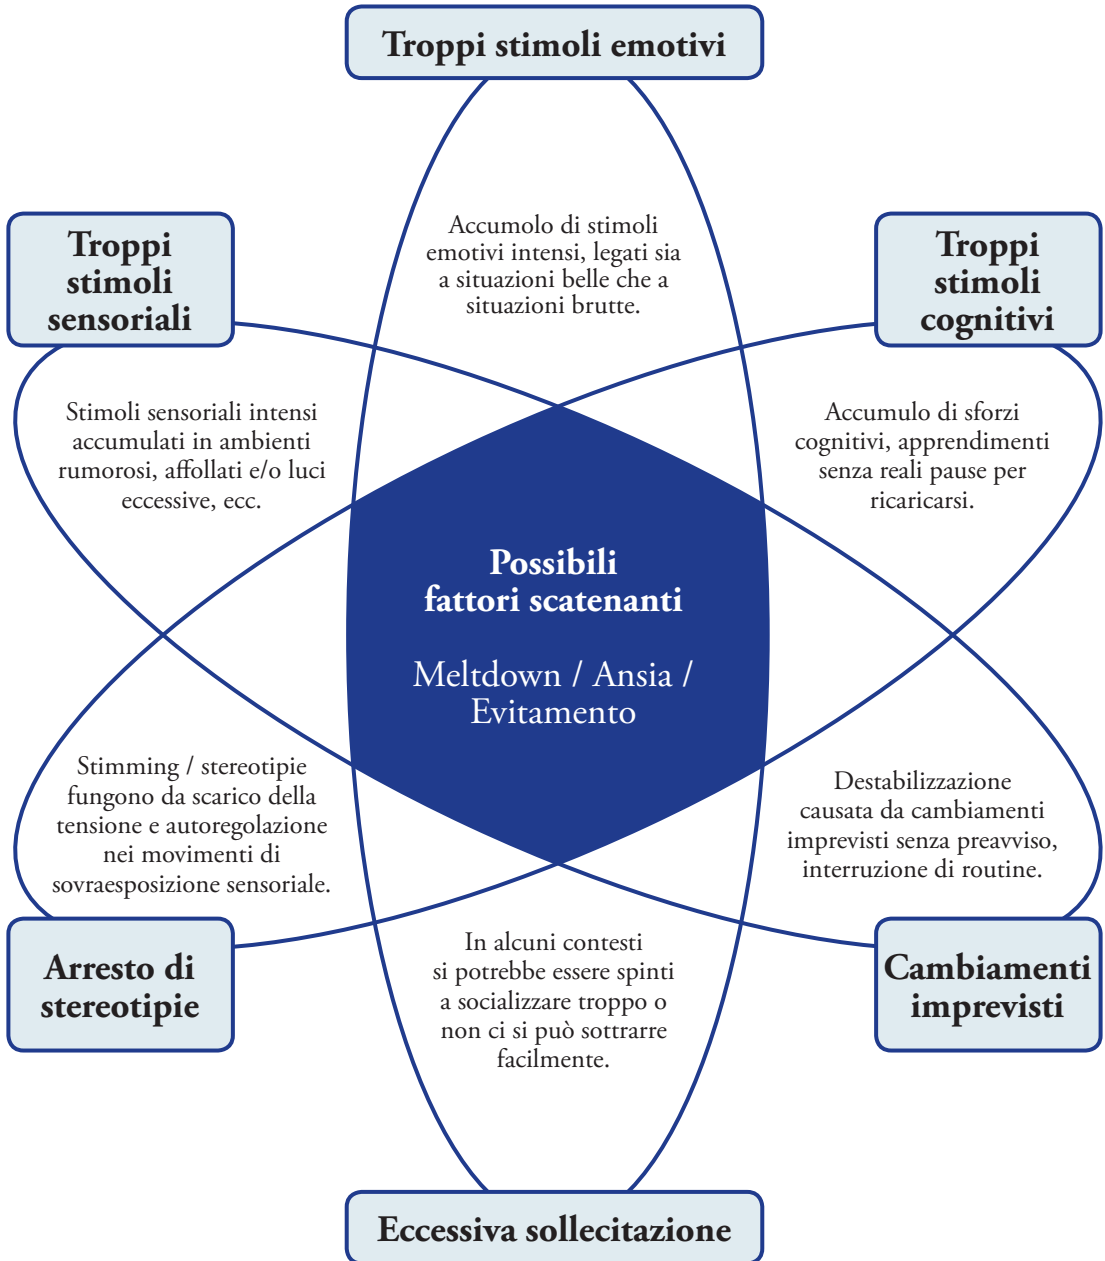 Troppi stimoli emotivi
Accumolo di stimoli
emotivi intensi, legati sia
a situazioni belle che a
situazioni brutte.
Troppi
stimoli
sensoriali
Stimoli sensoriali intensi
accumulati in ambienti
rumorosi, affollati e/o luci
eccessive, ecc.
Troppi
stimoli
cognitivi
Accumulo di sforzi
cognitivi, apprendimenti
senza reali pause per
ricaricarsi.
Possibili
fattori scatenanti
Meltdown / Ansia /
Evitamento
Stimming / stereotipie
fungono da scarico della
tensione e autoregolazione
nei movimenti di
sovraesposizione sensoriale.
Arresto di
stereotipie
Destabilizzazione
causata da cambiamenti
imprevisti senza preavviso,
interruzione di routine.
Cambiamenti
imprevisti
In alcuni contesti
si potrebbe essere spinti
a socializzare troppo o
non ci si può sottrarre
facilmente.
Eccessiva sollecitazione